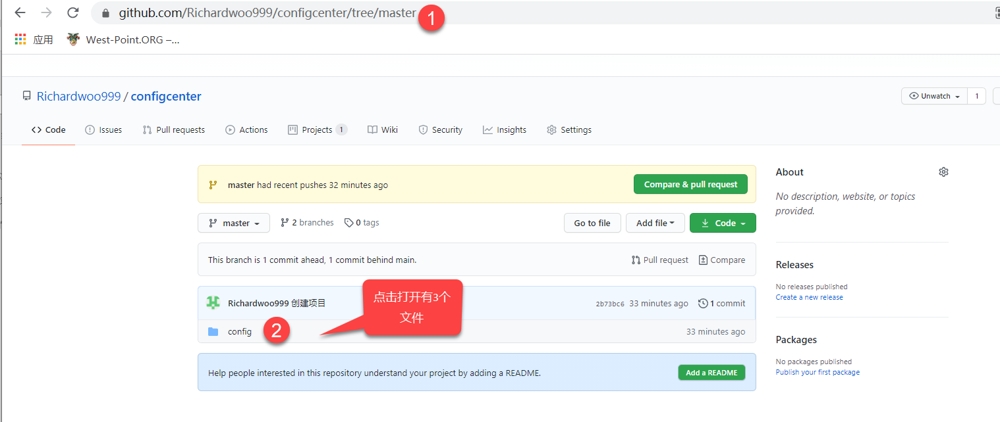 github.com/Richardwoo999/configcenter/tree/master
1
应用
West-Point.ORG –...
Richardwoo999 / configcenter
Unwatch
1
Code
Issues
Pull requests
Actions
Projects 1
Wiki
Security
Insights
Settings
master had recent pushes 32 minutes ago
Compare & pull request
About
No description, website, or topics
provided.
master
2 branches
0 tags
Go to file
Add file
Code
This branch is 1 commit ahead, 1 commit behind main.
Pull request
Compare
Releases
No releases published
Create a new release
点击打开有3个
文件
Richardwoo999 创建项目
2b73bc6 33 minutes ago
1 commit
config
2
33 minutes ago
Packages
No packages published
Publish your first package
Help people interested in this repository understand your project by adding a README.
Add a README